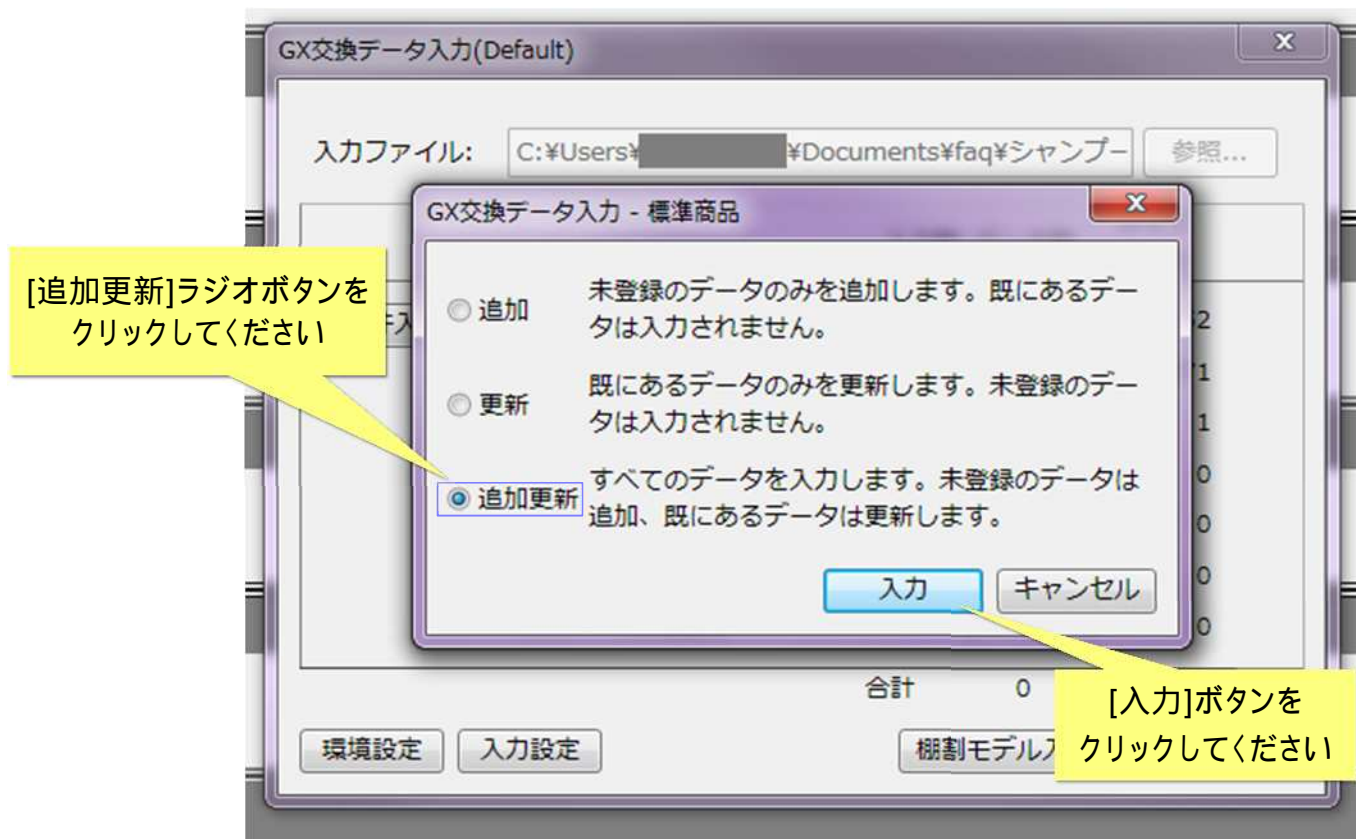 GX交換データ入力(Default)
入力ファイル: C:¥Users¥ ¥Documents¥faq¥シャンプー 参照...
GX交換データ入力 - 標準商品
[追加更新]ラジオボタンを
クリックしてください
追加
未登録のデータのみを追加します。既にあるデー
タは入力されません。
更新
既にあるデータのみを更新します。未登録のデー
タは入力されません。
追加更新
すべてのデータを入力します。未登録のデータは
追加、既にあるデータは更新します。
入力 キャンセル
1
0
0
0
0
合計 0
[入力]ボタンを
クリックしてください
環境設定 入力設定 棚割モデル